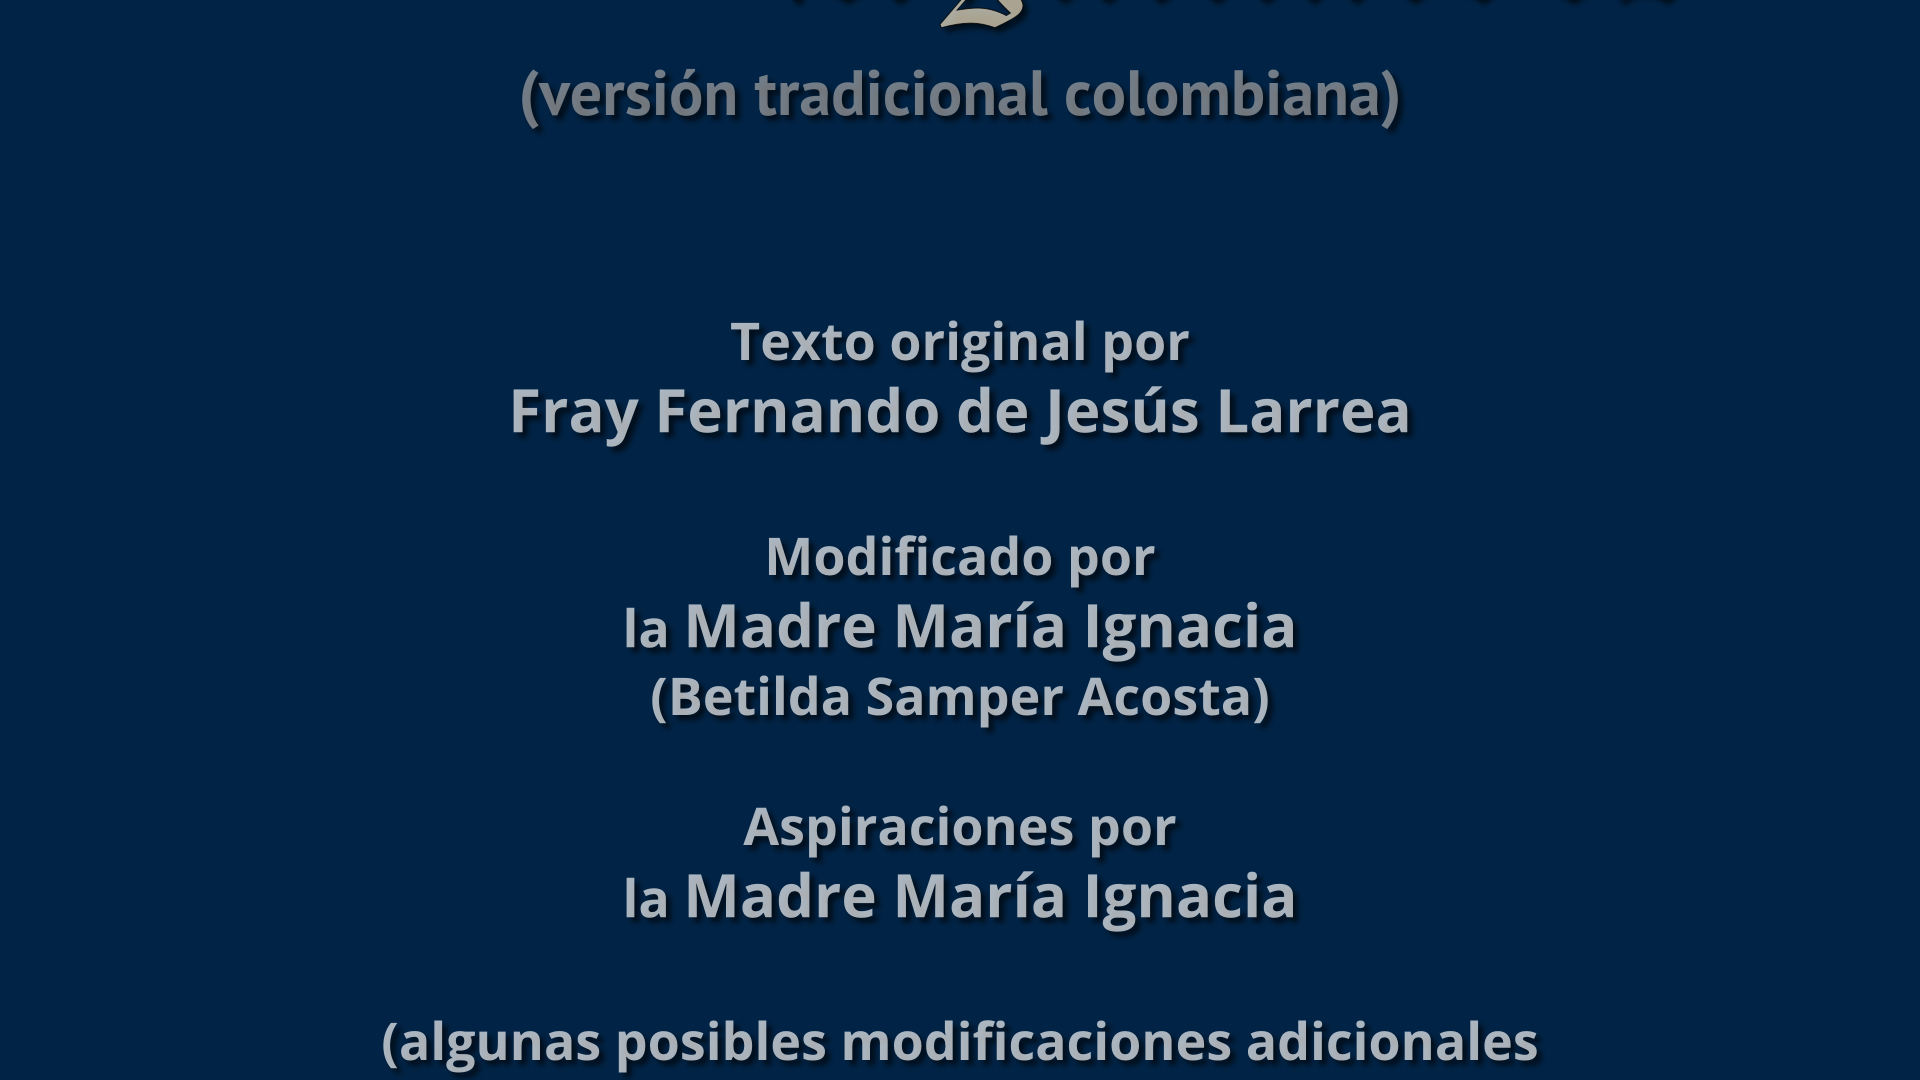 (versión tradicional colombiana)
Texto original por
Fray Fernando de Jesús Larrea
Modificado por
la Madre María Ignacia
(Betilda Samper Acosta)
Aspiraciones por
la Madre María Ignacia
(algunas posibles modificaciones adicionales